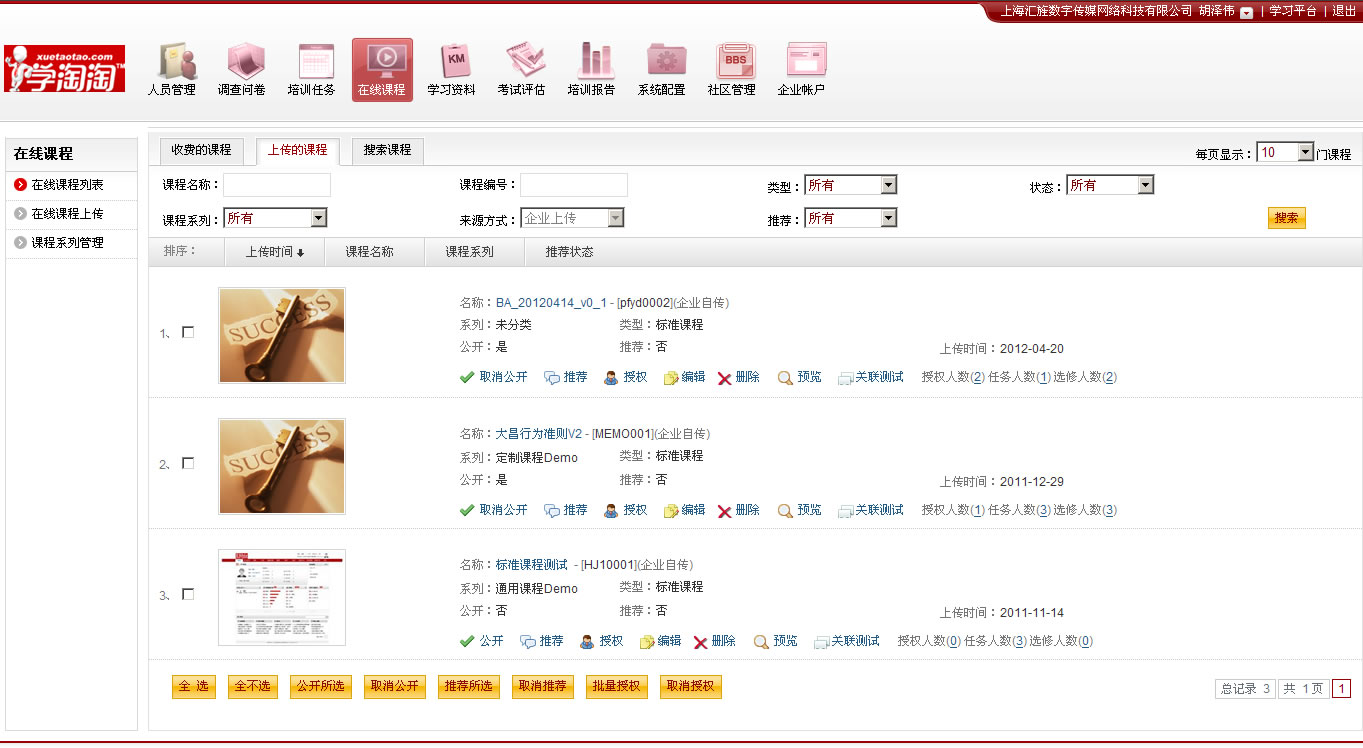 上海汇旌数字传媒网络科技有限公司 胡泽伟 | 学习平台 | 退出
xuetaotao.com
学淘淘™
人员管理 调查问卷 培训任务 在线课程 KM 学习资料 考试评估 培训报告 系统配置 BBS 社区管理 企业帐户
在线课程
在线课程列表
在线课程上传
课程系列管理
收费的课程 上传的课程 搜索课程 每页显示： 10 门课程
课程名称： 课程编号： 类型： 所有 状态： 所有
课程系列： 所有 来源方式： 企业上传 推荐： 所有 搜索
排序： 上传时间 课程名称 课程系列 推荐状态
1、
SUCCESS
名称：BA_20120414_v0_1 - [pfyd0002](企业自传)
系列：未分类 类型：标准课程
公开：是 推荐：否 上传时间：2012-04-20
取消公开 推荐 授权 编辑 删除 预览 关联测试 授权人数(2) 任务人数(1) 选修人数(2)
2、
SUCCESS
名称：大昌行为准则V2 - [MEMO001](企业自传)
系列：定制课程Demo 类型：标准课程
公开：是 推荐：否 上传时间：2011-12-29
取消公开 推荐 授权 编辑 删除 预览 关联测试 授权人数(1) 任务人数(3) 选修人数(3)
3、
名称：标准课程测试 - [HJ10001](企业自传)
系列：通用课程Demo 类型：标准课程
公开：否 推荐：否 上传时间：2011-11-14
公开 推荐 授权 编辑 删除 预览 关联测试 授权人数(0) 任务人数(3) 选修人数(0)
全 选 全不选 公开所选 取消公开 推荐所选 取消推荐 批量授权 取消授权 总记录 3 共 1 页 1